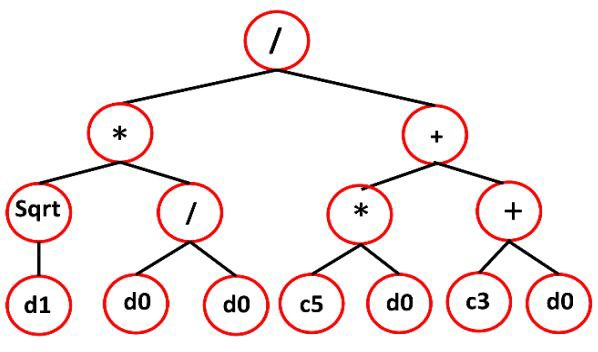 /
* +
Sqrt / * +
d1 d0 d0 c5 d0 c3 d0